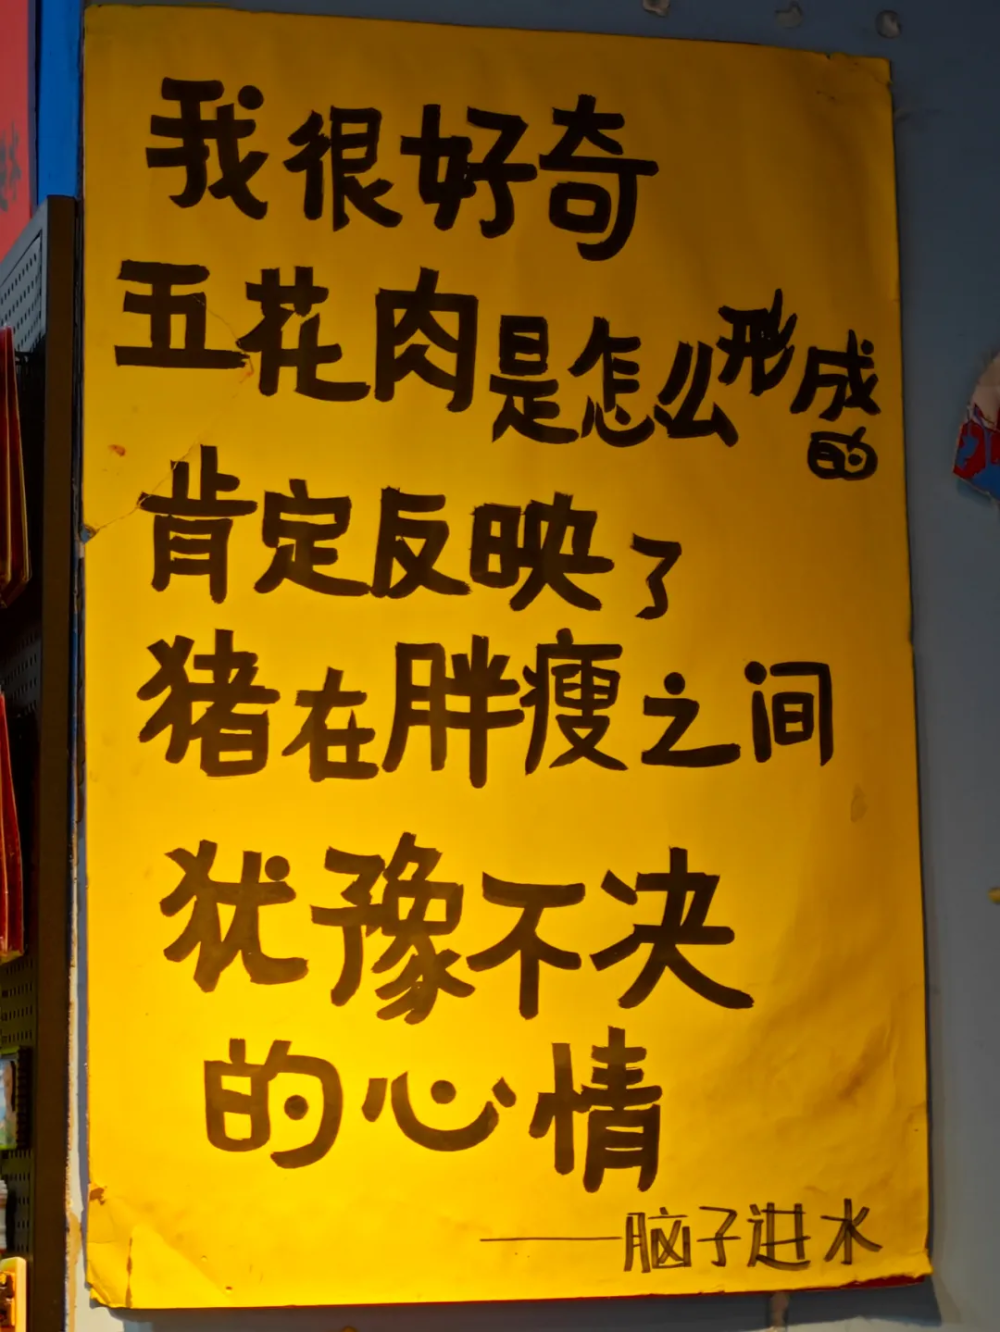 我很好奇
五花肉是怎么形成的
肯定反映了
猪在胖瘦之间
犹豫不决
的心情
——脑子进水